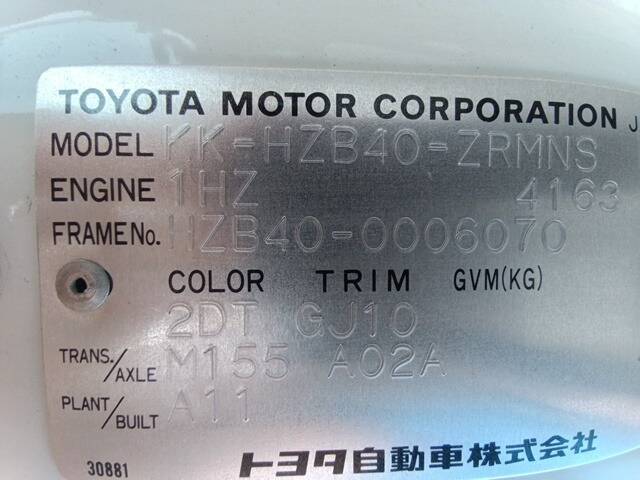 TOYOTA MOTOR CORPORATION J
MODEL KK-HZB40-ZRMNS
ENGINE 1HZ 4163
FRAME No. HZB40-0006070
COLOR TRIM GVM(KG)
2DT GJ10
TRANS./AXLE M155 A02A
PLANT/BUILT A11
30881 トヨタ自動車株式会社